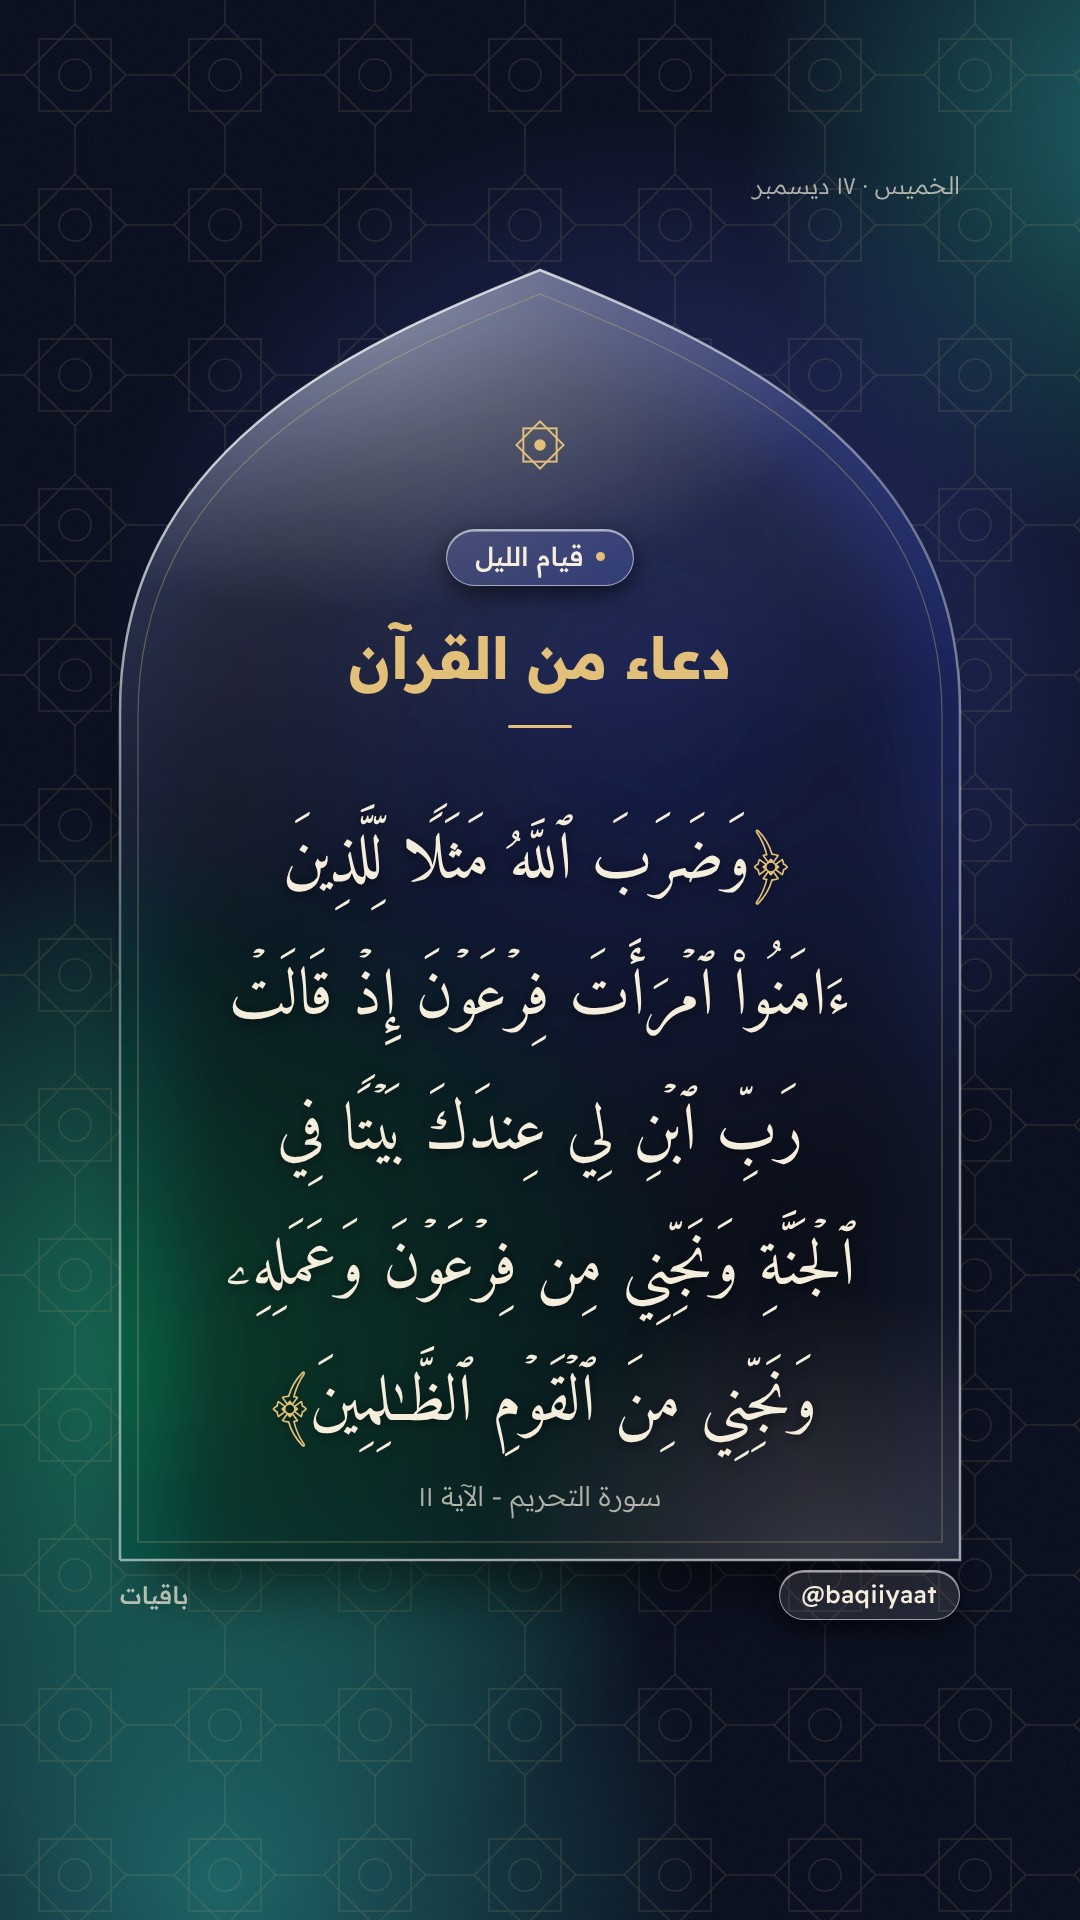 الخميس · ١٧ ديسمبر
قيام الليل
دعاء من القرآن
﴿وَضَرَبَ ٱللَّهُ مَثَلٗا لِّلَّذِينَ
ءَامَنُواْ ٱمۡرَأَتَ فِرۡعَوۡنَ إِذۡ قَالَتۡ
رَبِّ ٱبۡنِ لِي عِندَكَ بَيۡتٗا فِي
ٱلۡجَنَّةِ وَنَجِّنِي مِن فِرۡعَوۡنَ وَعَمَلِهِۦ
وَنَجِّنِي مِنَ ٱلۡقَوۡمِ ٱلظَّٰلِمِينَ﴾
سورة التحريم - الآية ١١
@baqiiyaat
باقيات